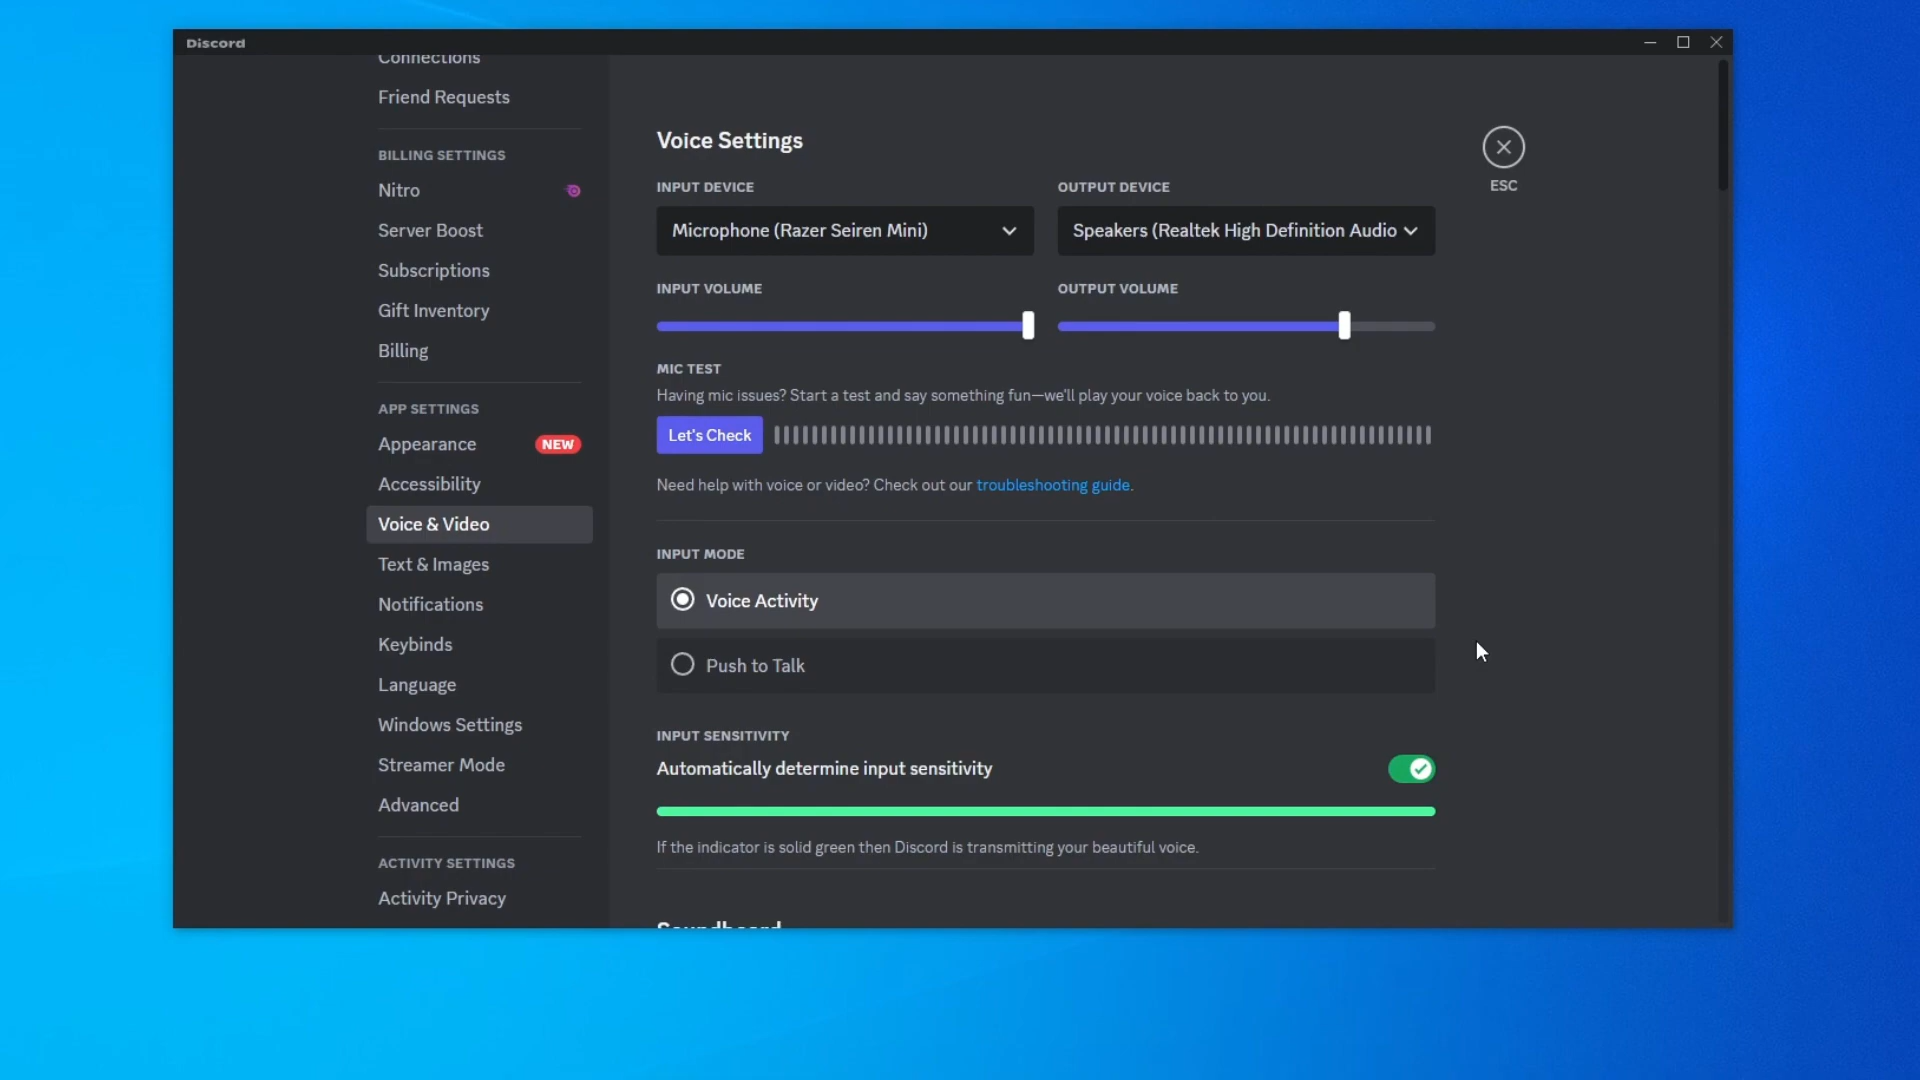 Discord
Connections
Friend Requests
BILLING SETTINGS
Nitro
Server Boost
Subscriptions
Gift Inventory
Billing
APP SETTINGS
Appearance NEW
Accessibility
Voice & Video
Text & Images
Notifications
Keybinds
Language
Windows Settings
Streamer Mode
Advanced
ACTIVITY SETTINGS
Activity Privacy
Voice Settings
ESC
INPUT DEVICE
Microphone (Razer Seiren Mini)
OUTPUT DEVICE
Speakers (Realtek High Definition Audio
INPUT VOLUME
OUTPUT VOLUME
MIC TEST
Having mic issues? Start a test and say something fun—we'll play your voice back to you.
Let's Check
Need help with voice or video? Check out our troubleshooting guide.
INPUT MODE
Voice Activity
Push to Talk
INPUT SENSITIVITY
Automatically determine input sensitivity
If the indicator is solid green then Discord is transmitting your beautiful voice.
Soundboard